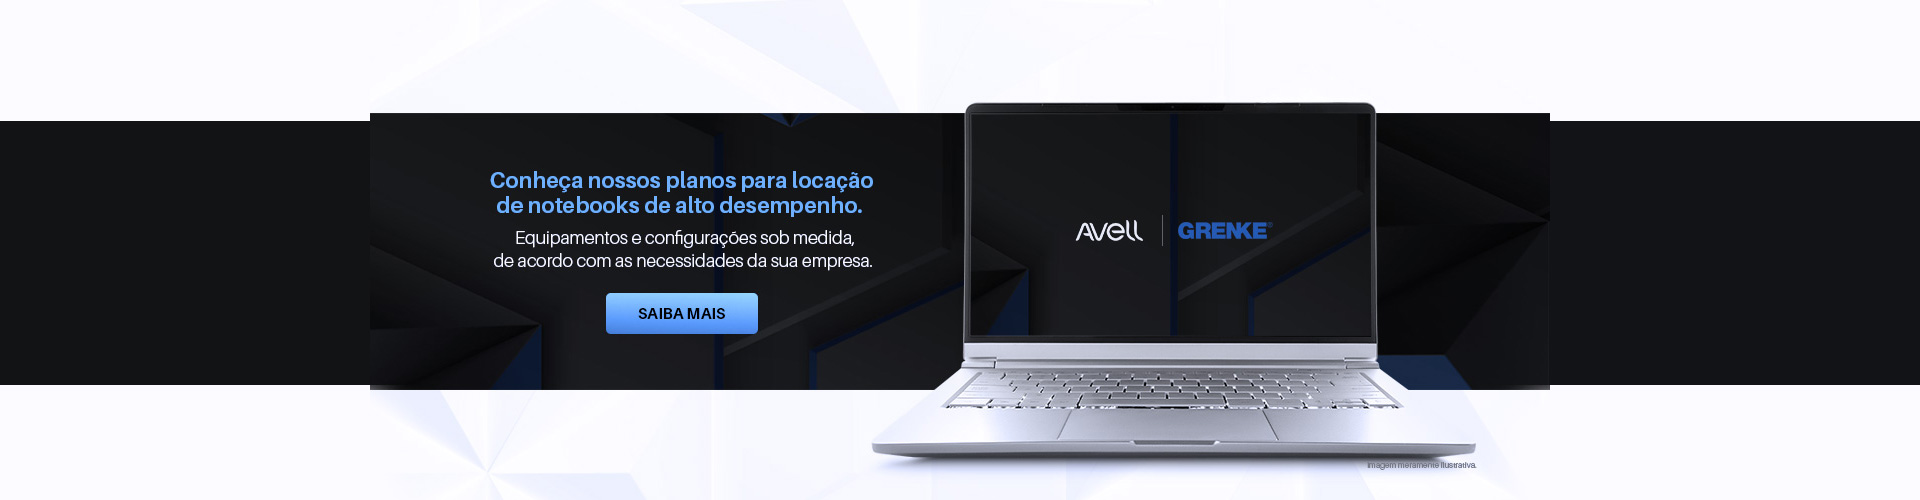 Conheça nossos planos para locação
de notebooks de alto desempenho.
Equipamentos e configurações sob medida,
de acordo com as necessidades da sua empresa.
SAIBA MAIS
Avell | GRENKE®
Imagem meramente ilustrativa.